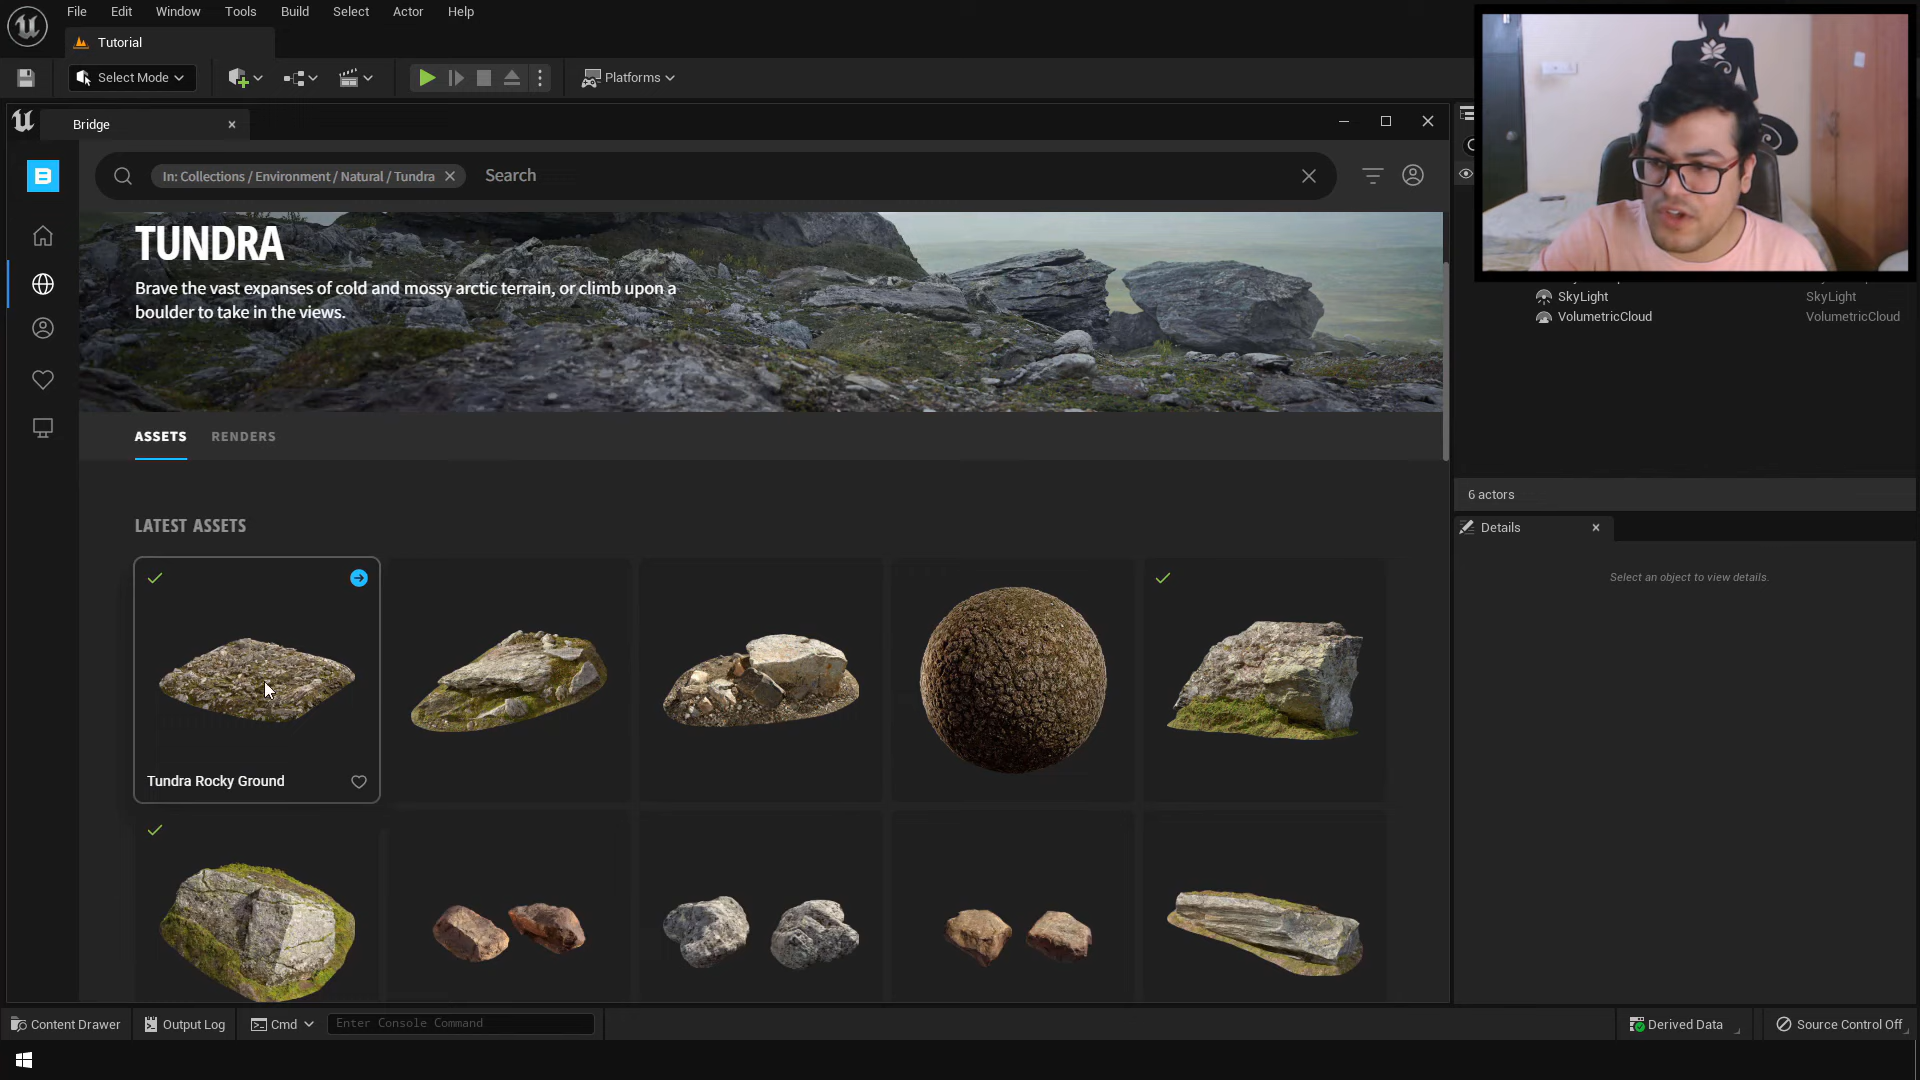 File Edit Window Tools Build Select Actor Help
Tutorial
Select Mode
Platforms
Bridge
In: Collections / Environment / Natural / Tundra
Search
TUNDRA
Brave the vast expanses of cold and mossy arctic terrain, or climb upon a
boulder to take in the views.
SkyLight SkyLight
VolumetricCloud VolumetricCloud
ASSETS RENDERS
6 actors
LATEST ASSETS
Details
Select an object to view details.
Tundra Rocky Ground
Content Drawer Output Log Cmd Enter Console Command Derived Data Source Control Off